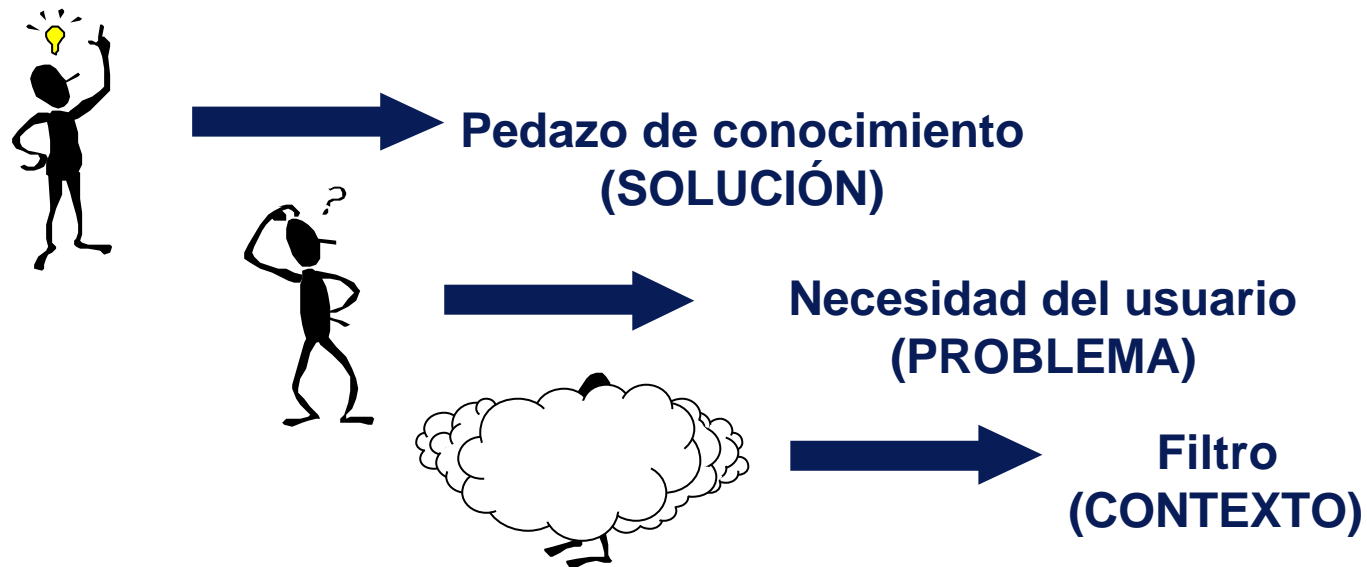 ?
Pedazo de conocimiento
(SOLUCIÓN)
Necesidad del usuario
(PROBLEMA)
Filtro
(CONTEXTO)